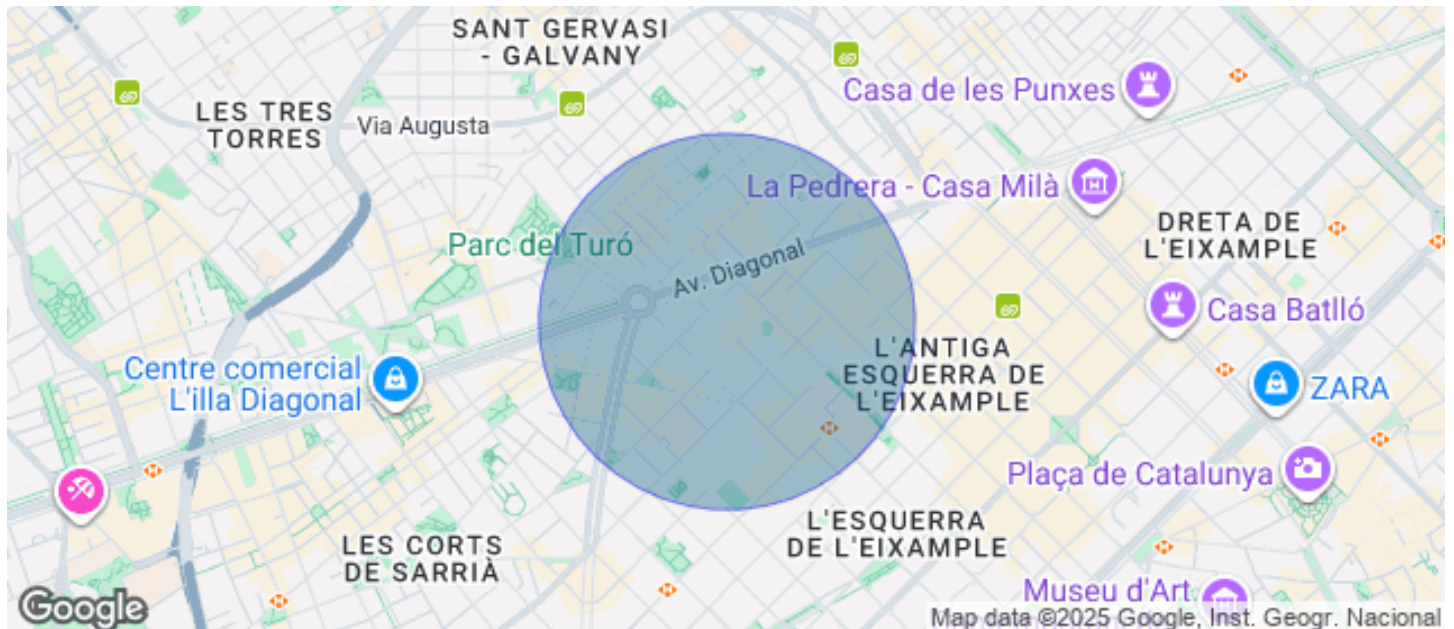 SANT GERVASI
- GALVANY
Casa de les Punxes
LES TRES
TORRES
Via Augusta
La Pedrera - Casa Milà
DRETA DE
L'EIXAMPLE
Parc del Turó
Av. Diagonal
Casa Batlló
L'ANTIGA
ESQUERRA DE
L'EIXAMPLE
Centre comercial
L'illa Diagonal
ZARA
Plaça de Catalunya
L'ESQUERRA
DE L'EIXAMPLE
LES CORTS
DE SARRIÀ
Museu d'Art
Google
Map data ©2025 Google, Inst. Geogr. Nacional